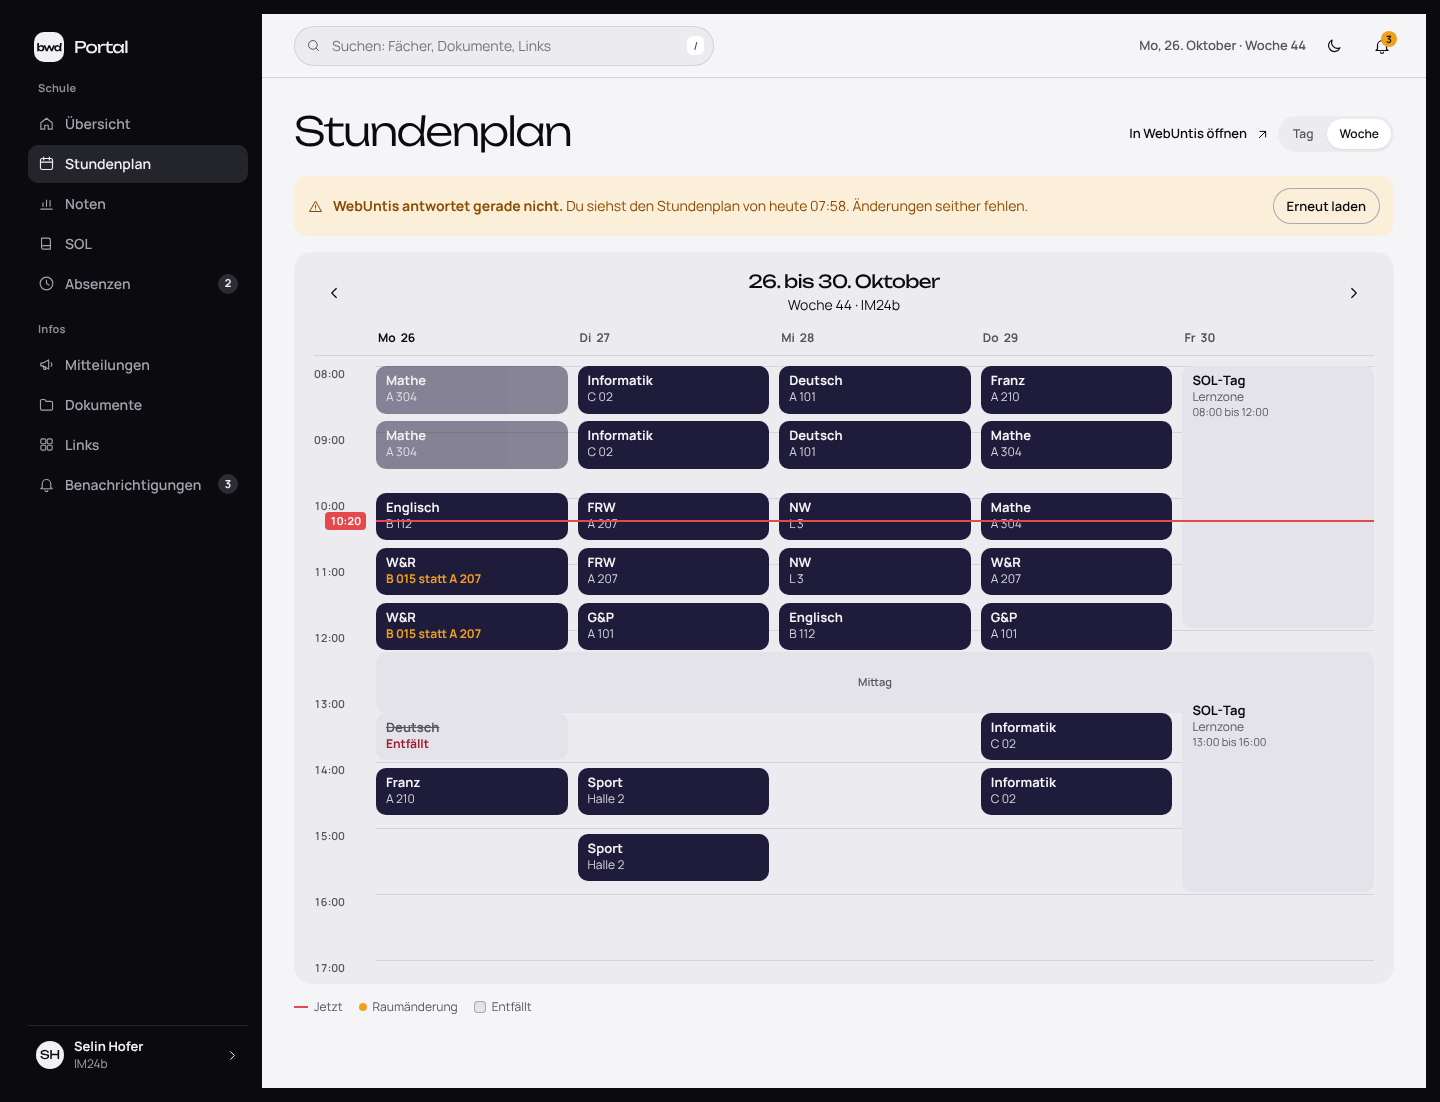 bwd Portal
Schule
Übersicht
Stundenplan
Noten
SOL
Absenzen 2
Infos
Mitteilungen
Dokumente
Links
Benachrichtigungen 3
SH Selin Hofer
IM24b
Suchen: Fächer, Dokumente, Links /
Mo, 26. Oktober · Woche 44
3
Stundenplan
In WebUntis öffnen
Tag Woche
WebUntis antwortet gerade nicht. Du siehst den Stundenplan von heute 07:58. Änderungen seither fehlen.
Erneut laden
26. bis 30. Oktober
Woche 44 · IM24b
Mo 26 Di 27 Mi 28 Do 29 Fr 30
08:00
Mathe
A 304
Informatik
C 02
Deutsch
A 101
Franz
A 210
SOL-Tag
Lernzone
08:00 bis 12:00
09:00
Mathe
A 304
Informatik
C 02
Deutsch
A 101
Mathe
A 304
10:00
10:20
Englisch
B 112
FRW
A 207
NW
L 3
Mathe
A 304
11:00
W&R
B 015 statt A 207
FRW
A 207
NW
L 3
W&R
A 207
12:00
W&R
B 015 statt A 207
G&P
A 101
Englisch
B 112
G&P
A 101
Mittag
13:00
Deutsch
Entfällt
Informatik
C 02
SOL-Tag
Lernzone
13:00 bis 16:00
14:00
Franz
A 210
Sport
Halle 2
Informatik
C 02
15:00
Sport
Halle 2
16:00
17:00
Jetzt Raumänderung Entfällt